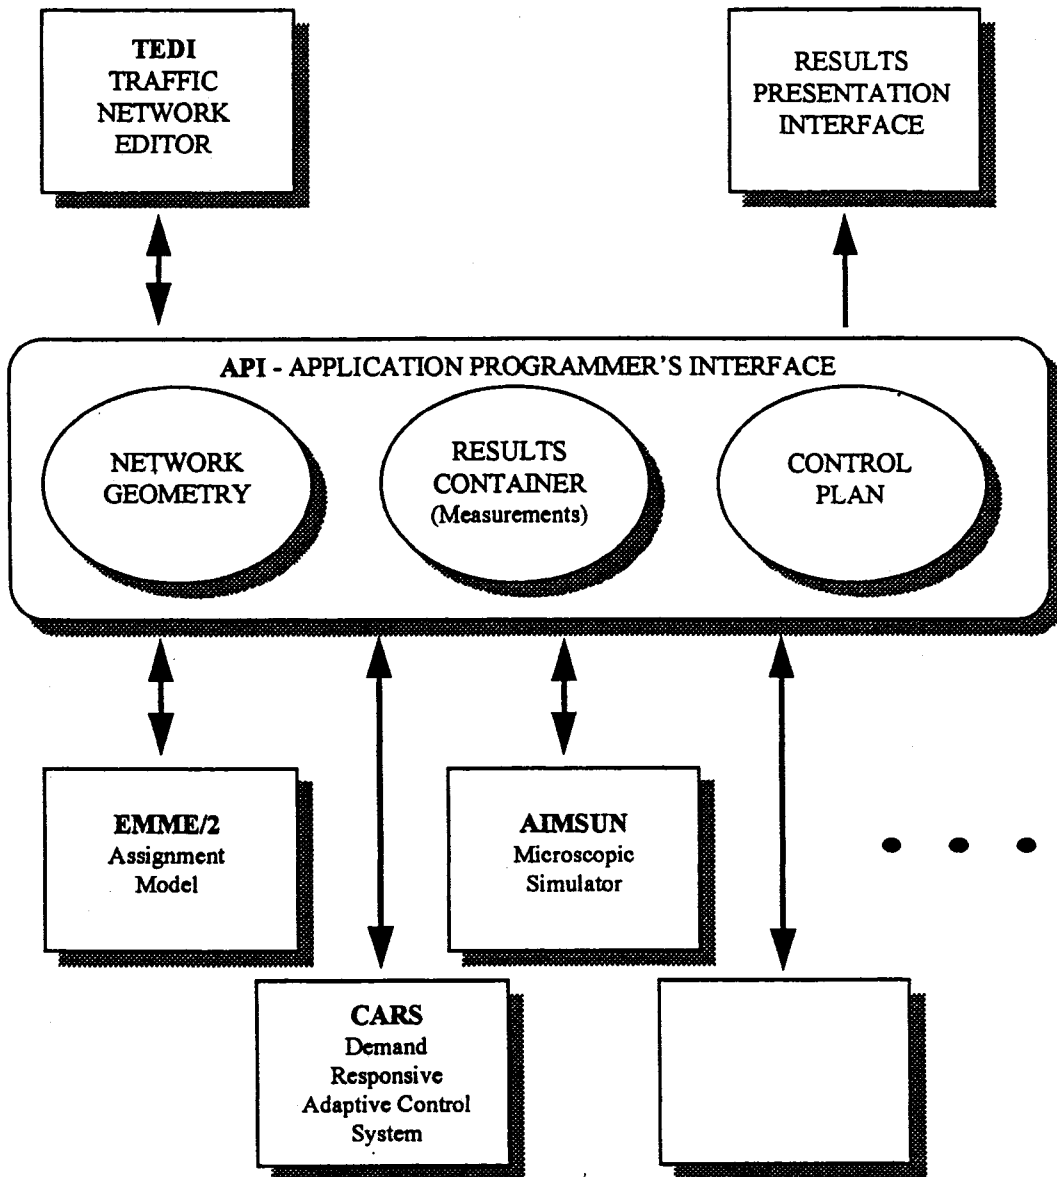 TEDI
TRAFFIC
NETWORK
EDITOR
RESULTS
PRESENTATION
INTERFACE
API - APPLICATION PROGRAMMER'S INTERFACE
NETWORK
GEOMETRY
RESULTS
CONTAINER
(Measurements)
CONTROL
PLAN
EMME/2
Assignment
Model
AIMSUN
Microscopic
Simulator
CARS
Demand
Responsive
Adaptive Control
System